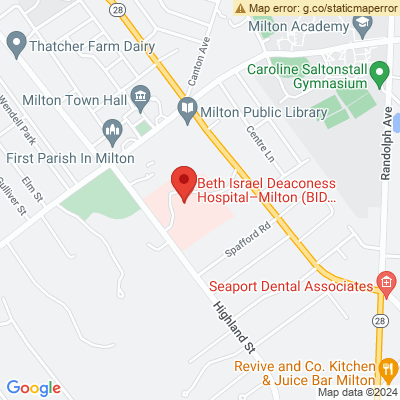 Map error: g.co/staticmaperror
Milton Academy
28
Thatcher Farm Dairy
Canton Ave
Caroline Saltonstall
Gymnasium
Milton Town Hall
Milton Public Library
Wendell Park
Randolph Ave
First Parish In Milton
Centre Ln
Elm St
Gulliver St
Beth Israel Deaconess
Hospital–Milton (BID...
Spafford Rd
Seaport Dental Associates
Highland St
28
Revive and Co. Kitchen
& Juice Bar Milton
Google
Map data ©2024